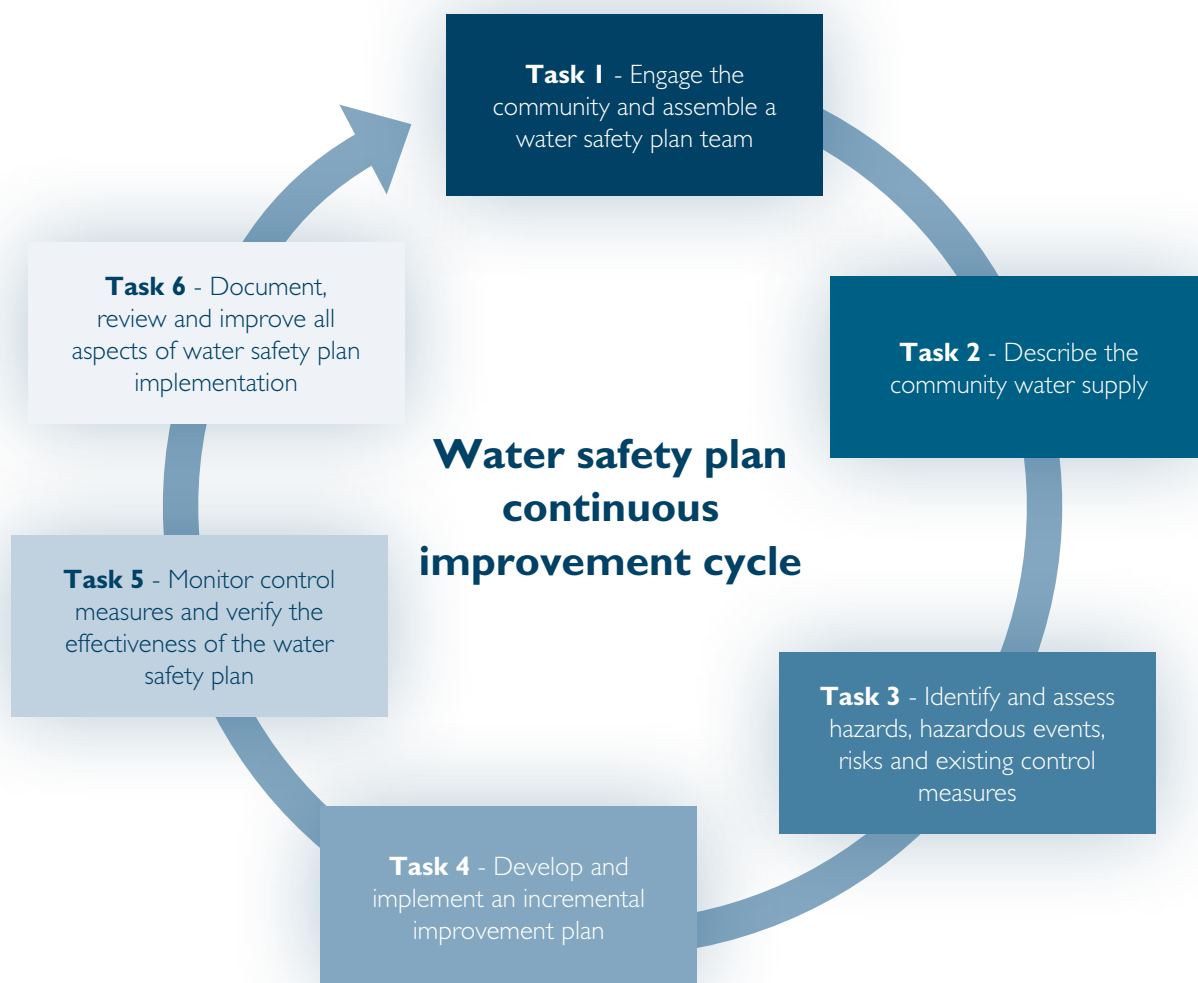 Task 1 - Engage the
community and assemble a
water safety plan team
Task 2 - Describe the
community water supply
Task 3 - Identify and assess
hazards, hazardous events,
risks and existing control
measures
Task 4 - Develop and
implement an incremental
improvement plan
Task 5 - Monitor control
measures and verify the
effectiveness of the water
safety plan
Task 6 - Document,
review and improve all
aspects of water safety plan
implementation
Water safety plan
continuous
improvement cycle